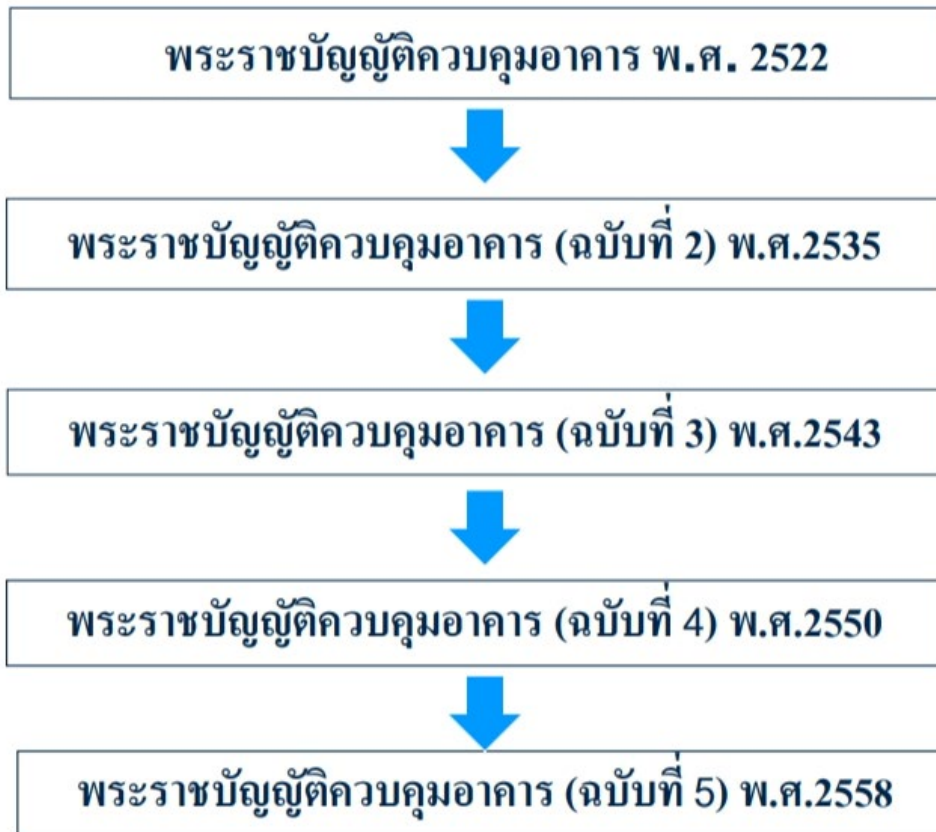 พระราชบัญญัติควบคุมอาคาร พ.ศ. 2522
พระราชบัญญัติควบคุมอาคาร (ฉบับที่ 2) พ.ศ.2535
พระราชบัญญัติควบคุมอาคาร (ฉบับที่ 3) พ.ศ.2543
พระราชบัญญัติควบคุมอาคาร (ฉบับที่ 4) พ.ศ.2550
พระราชบัญญัติควบคุมอาคาร (ฉบับที่ 5) พ.ศ.2558